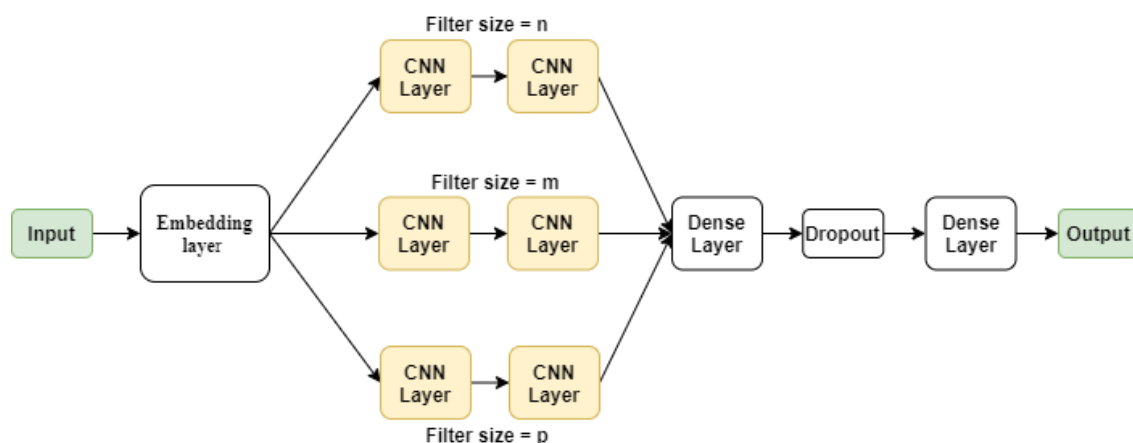 Filter size = n
CNN
Layer
CNN
Layer
Filter size = m
Input
Embedding
layer
CNN
Layer
CNN
Layer
Dense
Layer
Dropout
Dense
Layer
Output
CNN
Layer
CNN
Layer
Filter size = p